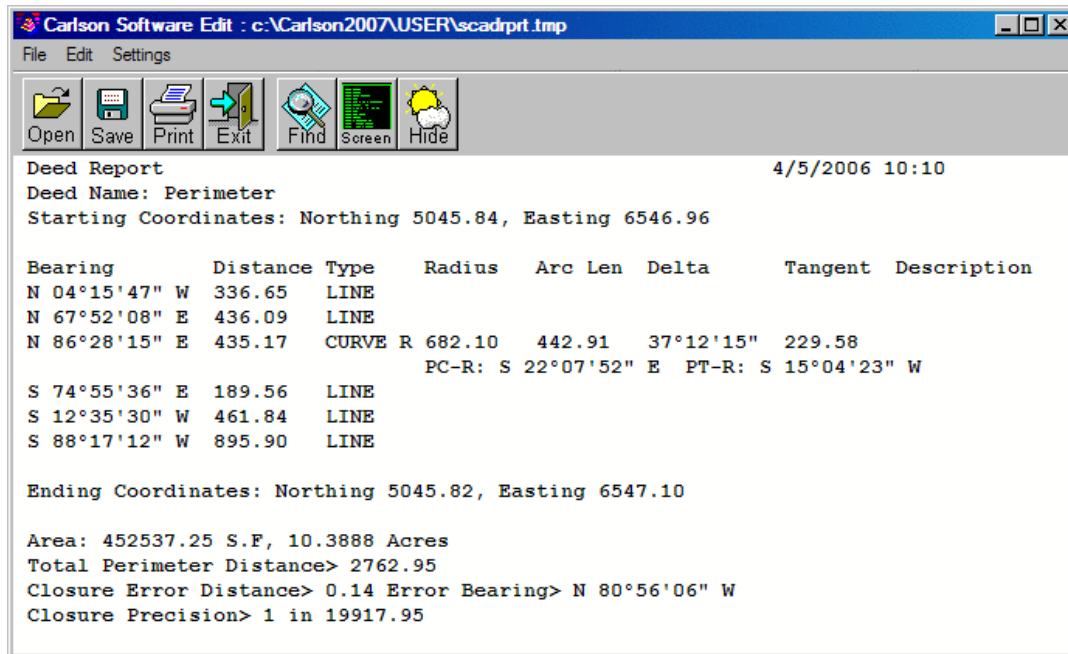 Carlson Software Edit : c:\Carlson2007\USER\scadrprt.tmp
File Edit Settings
Open Save Print Exit Find Screen Hide
Deed Report 4/5/2006 10:10
Deed Name: Perimeter
Starting Coordinates: Northing 5045.84, Easting 6546.96
Bearing Distance Type Radius Arc Len Delta Tangent Description
N 04°15'47" W 336.65 LINE
N 67°52'08" E 436.09 LINE
N 86°28'15" E 435.17 CURVE R 682.10 442.91 37°12'15" 229.58
PC-R: S 22°07'52" E PT-R: S 15°04'23" W
S 74°55'36" E 189.56 LINE
S 12°35'30" W 461.84 LINE
S 88°17'12" W 895.90 LINE
Ending Coordinates: Northing 5045.82, Easting 6547.10
Area: 452537.25 S.F, 10.3888 Acres
Total Perimeter Distance> 2762.95
Closure Error Distance> 0.14 Error Bearing> N 80°56'06" W
Closure Precision> 1 in 19917.95